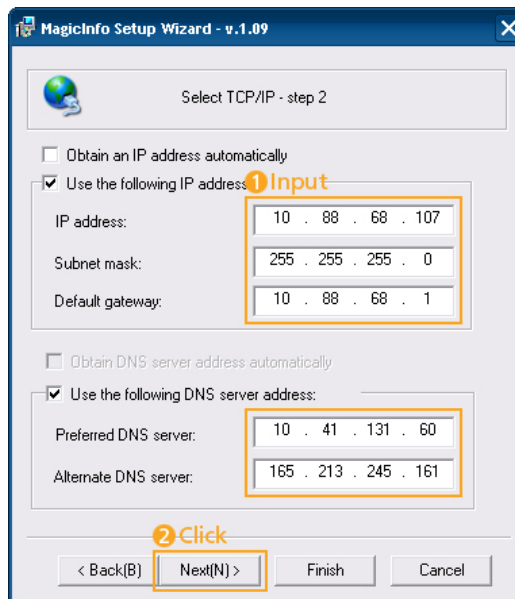 MagicInfo Setup Wizard - v.1.09
Select TCP/IP - step 2
Obtain an IP address automatically
Use the following IP address
1 Input
IP address: 10 . 88 . 68 . 107
Subnet mask: 255 . 255 . 255 . 0
Default gateway: 10 . 88 . 68 . 1
Obtain DNS server address automatically
Use the following DNS server address:
Preferred DNS server: 10 . 41 . 131 . 60
Alternate DNS server: 165 . 213 . 245 . 161
2 Click
< Back(B) Next(N) > Finish Cancel